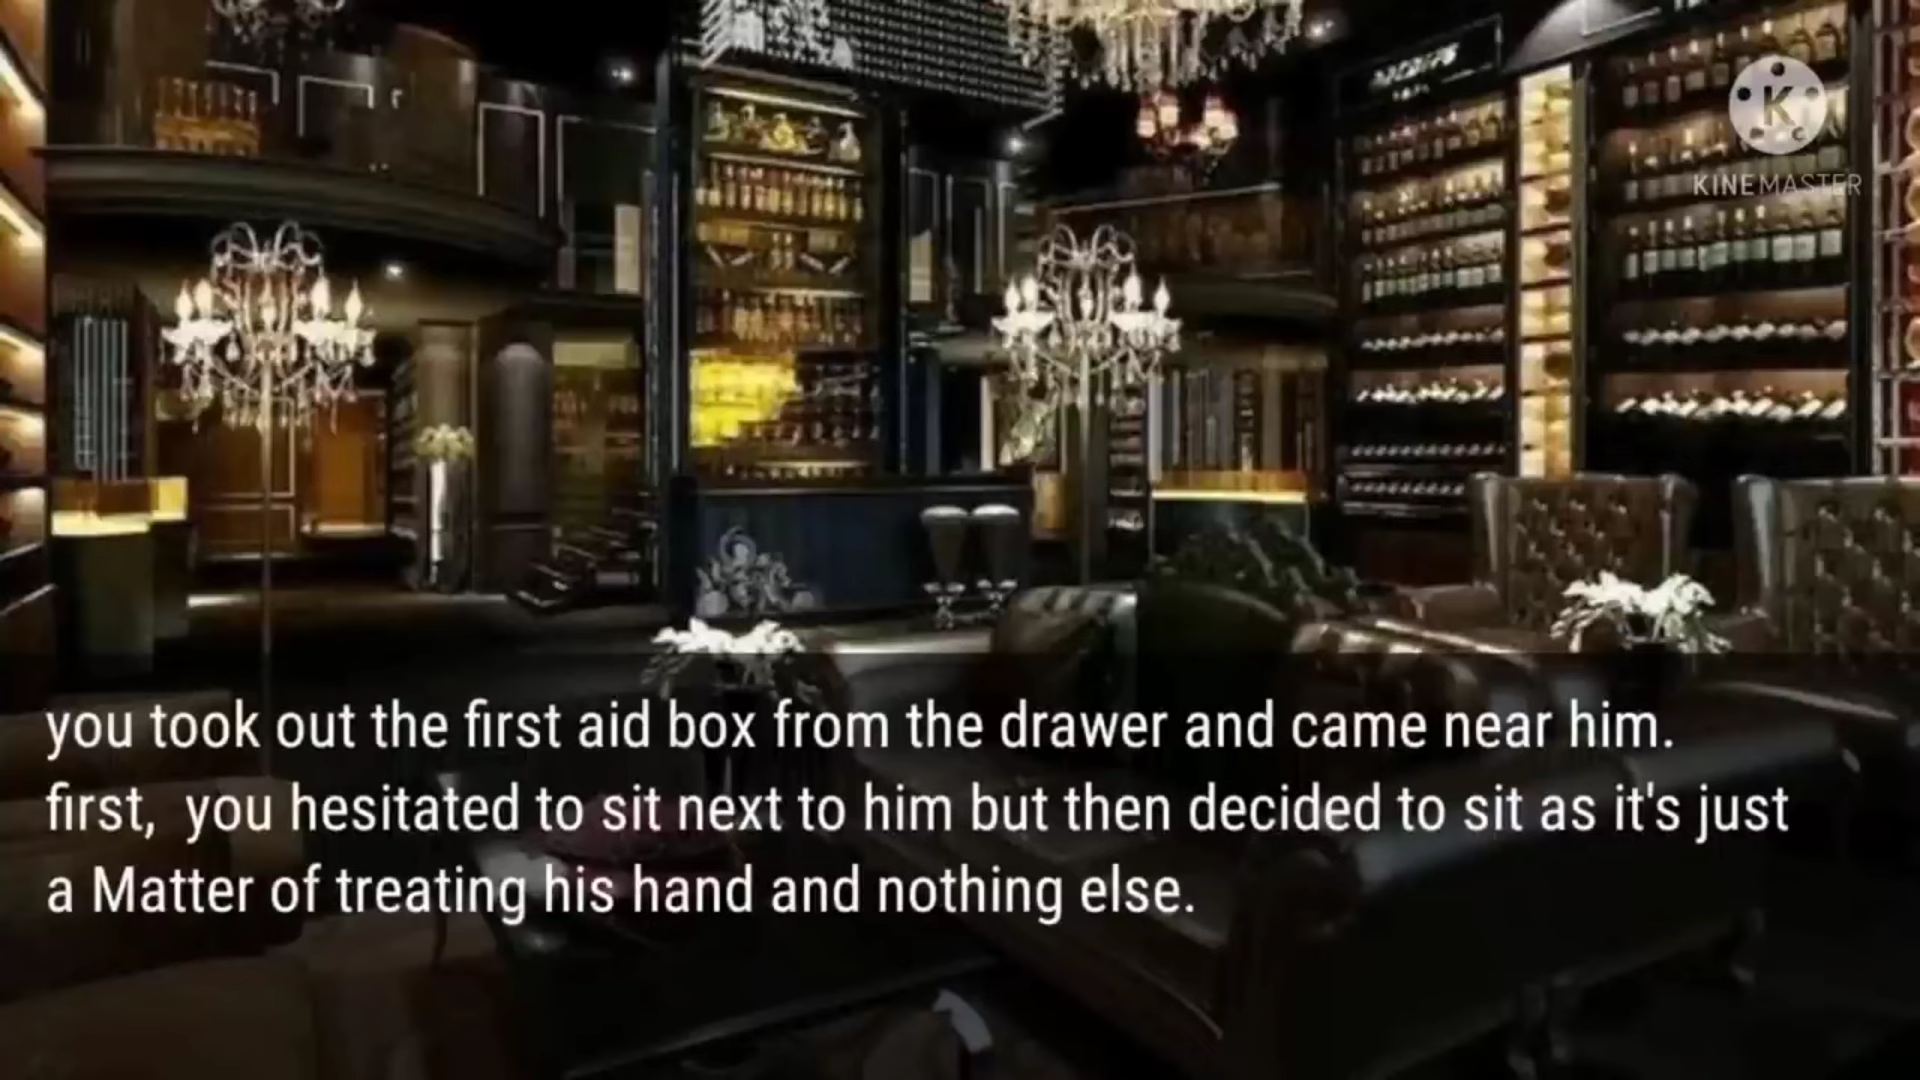 K
KINEMASTER
you took out the first aid box from the drawer and came near him.
first, you hesitated to sit next to him but then decided to sit as it's just
a Matter of treating his hand and nothing else.